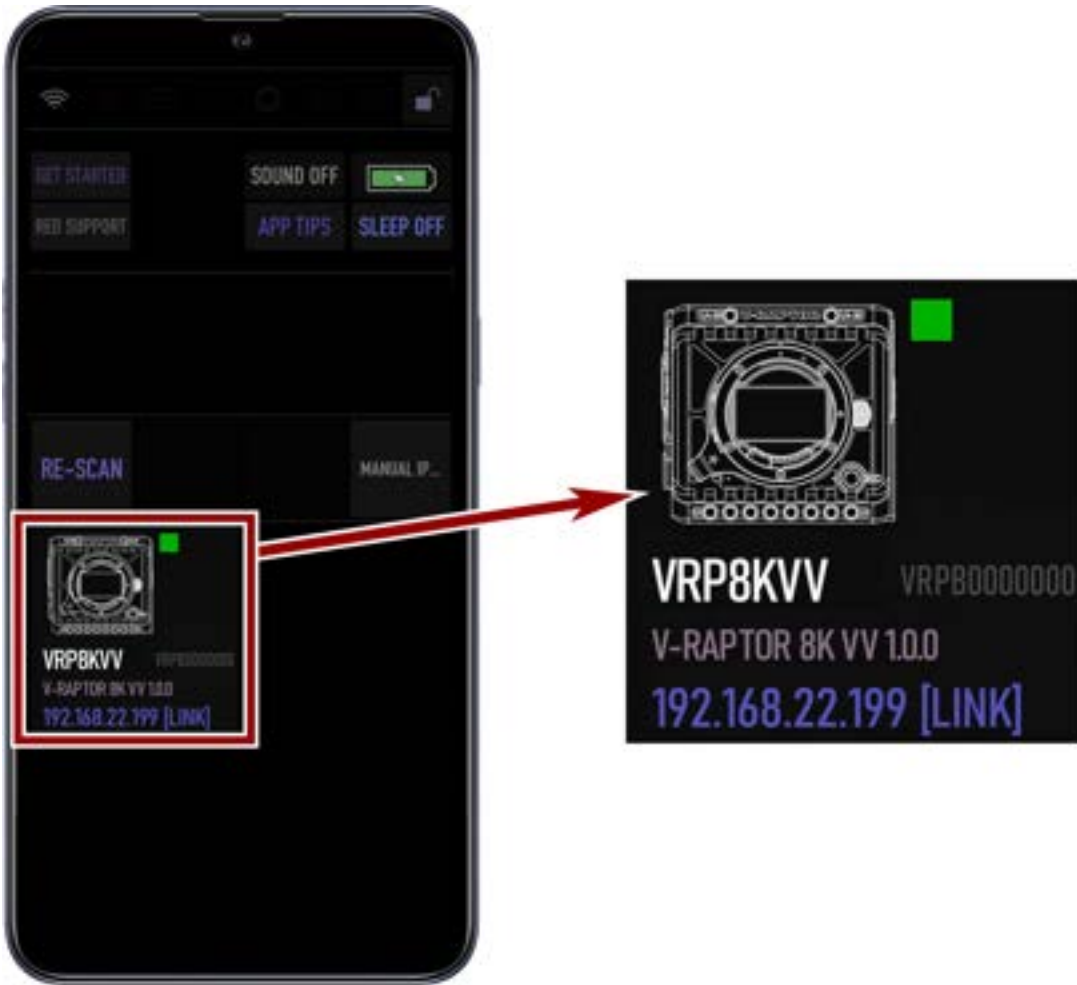 GET STARTED
SOUND OFF
RED SUPPORT
APP TIPS
SLEEP OFF
RE-SCAN
MANUAL IP...
VRP8KVV
V-RAPTOR 8K VV 1.0.0
192.168.22.199 [LINK]
V-RAPTOR
VRP8KVV VRP80000000
V-RAPTOR 8K VV 1.0.0
192.168.22.199 [LINK]